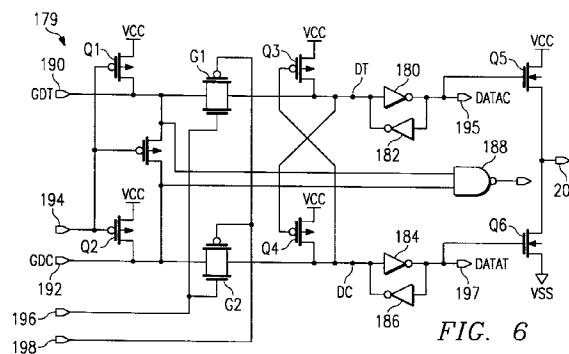 179
Q1
VCC
190
GDT
G1
Q3
VCC
DT
180
182
DATAC
195
Q5
VCC
188
20
194
VCC
Q2
GDC
192
G2
VCC
Q4
DC
184
186
DATAT
197
Q6
VSS
196
198
FIG. 6